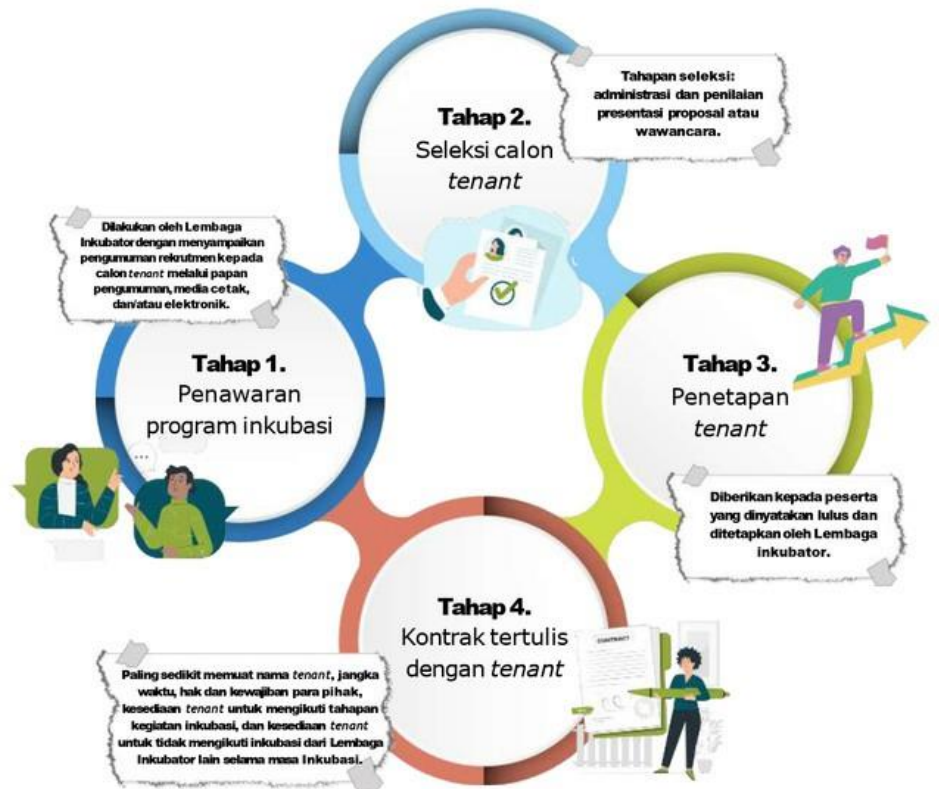 Tahap 1.
Penawaran
program inkubasi
Dilakukan oleh Lembaga
Inkubator dengan menyampaikan
pengumuman rekrutmen kepada
calon tenant melalui papan
pengumuman, media cetak,
dan/atau elektronik.
Tahap 2.
Seleksi calon
tenant
Tahapan seleksi:
administrasi dan penilaian
presentasi proposal atau
wawancara.
Tahap 3.
Penetapan
tenant
Diberikan kepada peserta
yang dinyatakan lulus dan
ditetapkan oleh Lembaga
inkubator.
Tahap 4.
Kontrak tertulis
dengan tenant
Paling sedikit memuat nama tenant, jangka
waktu, hak dan kewajiban para pihak,
kesediaan tenant untuk mengikuti tahapan
kegiatan inkubasi, dan kesediaan tenant
untuk tidak mengikuti inkubasi dari Lembaga
Inkubator lain selama masa Inkubasi.
CONTRACT